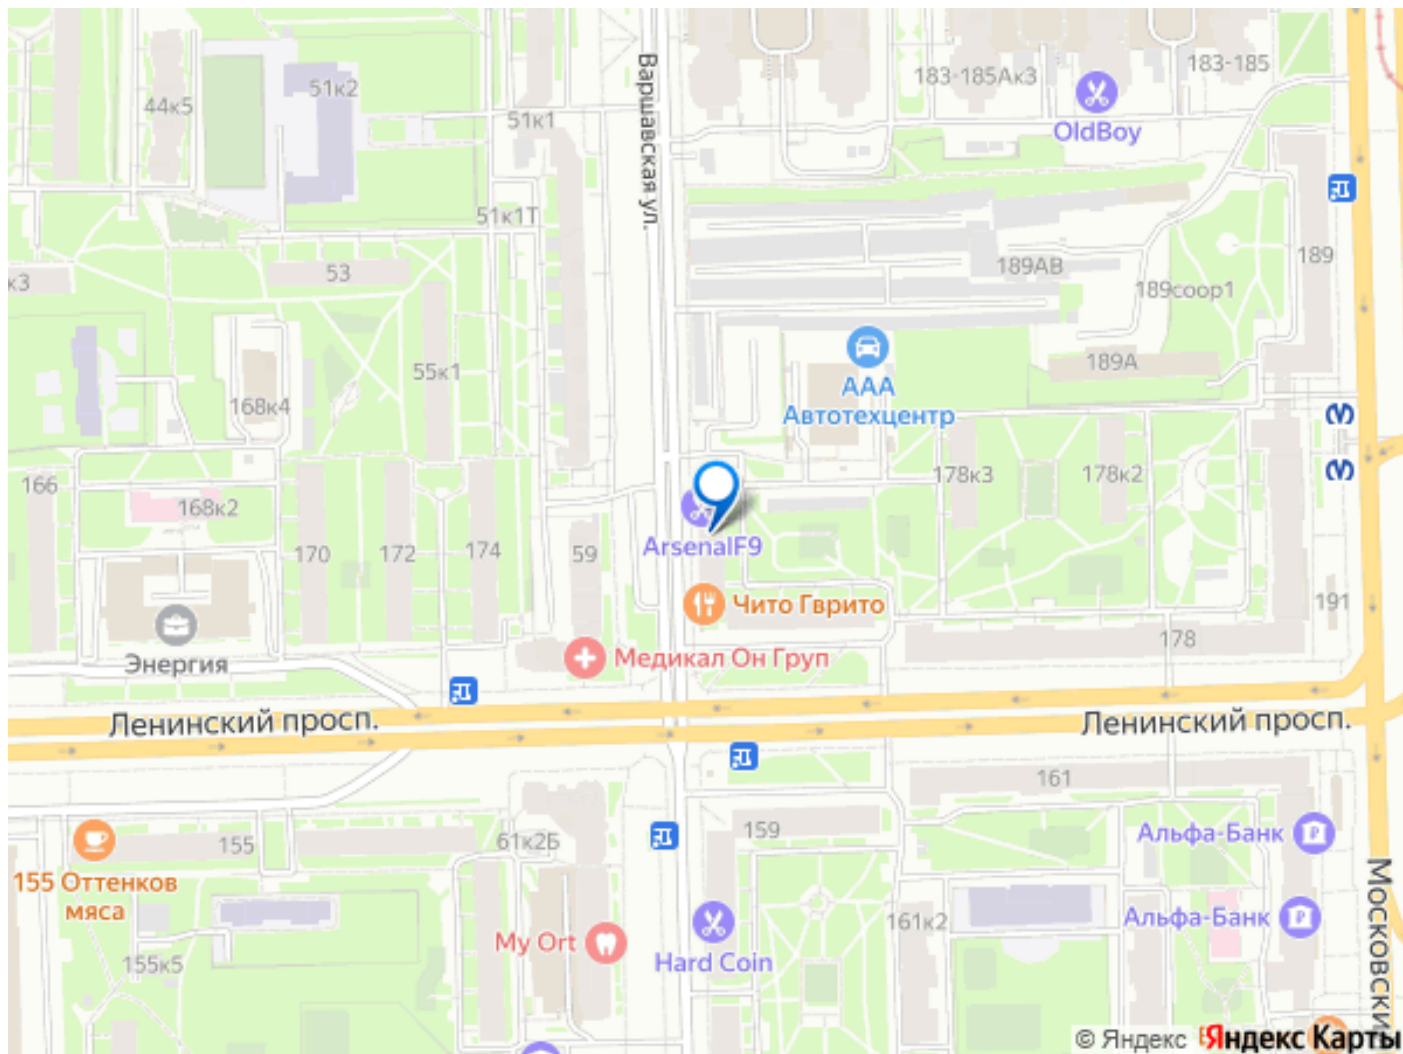 51к2
44к5
51к1
Варшавская ул.
183-185Ак3
183-185
OldBoy
51к1Т
53
к3
189АВ
189
189соор1
55к1
168к4
ААА
Автотехцентр
189А
166
168к2
178к3
178к2
170
172
174
59
ArsenalF9
Чито Гврито
191
178
Энергия
Медикал Он Груп
Ленинский просп.
Ленинский просп.
161
159
155
61к2Б
Альфа-Банк
155 Оттенков
мяса
155к5
My Ort
Hard Coin
161к2
Альфа-Банк
Московский
© Яндекс
Яндекс Карты